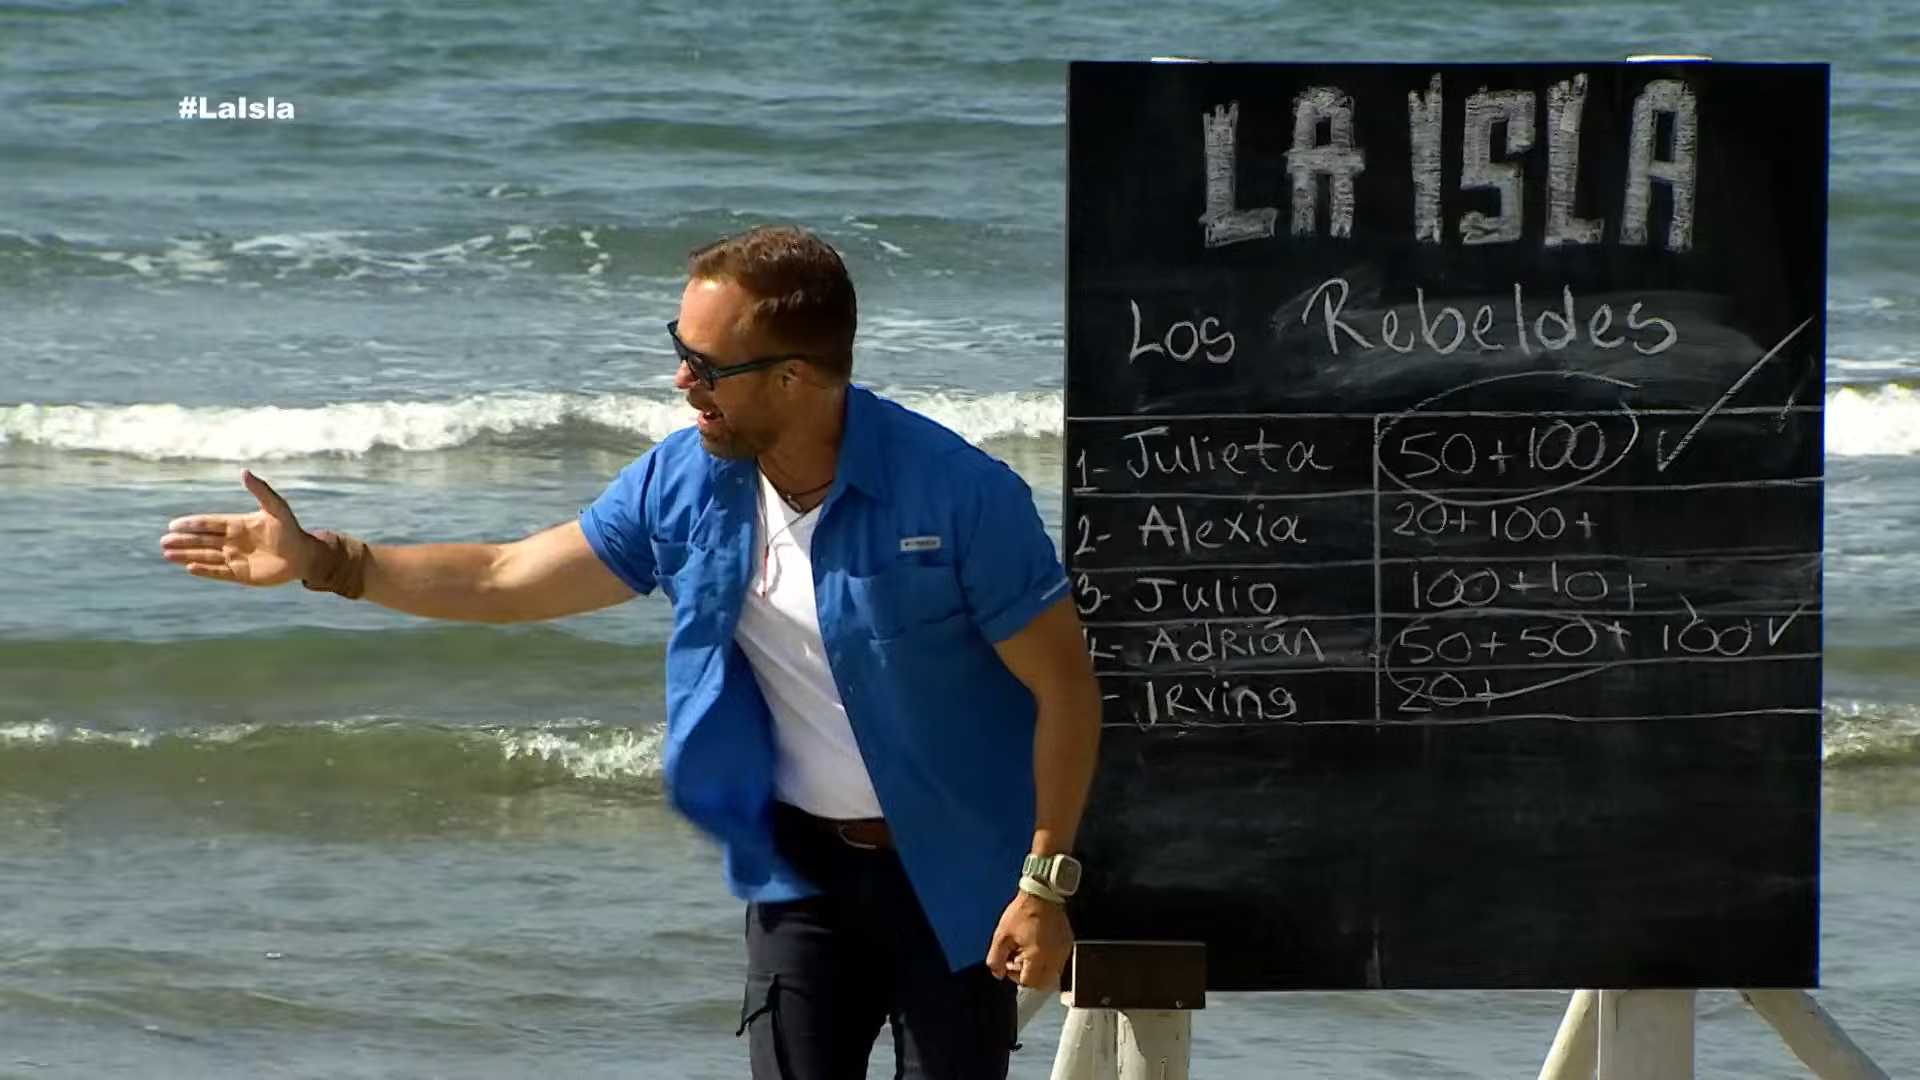 #LaIsla
LA ISLA
Los Rebeldes
1- Julieta 50+100
2- Alexia 20+100+
3- Julio 100+10+
- Adrián 50+50+100
- Irving 20+